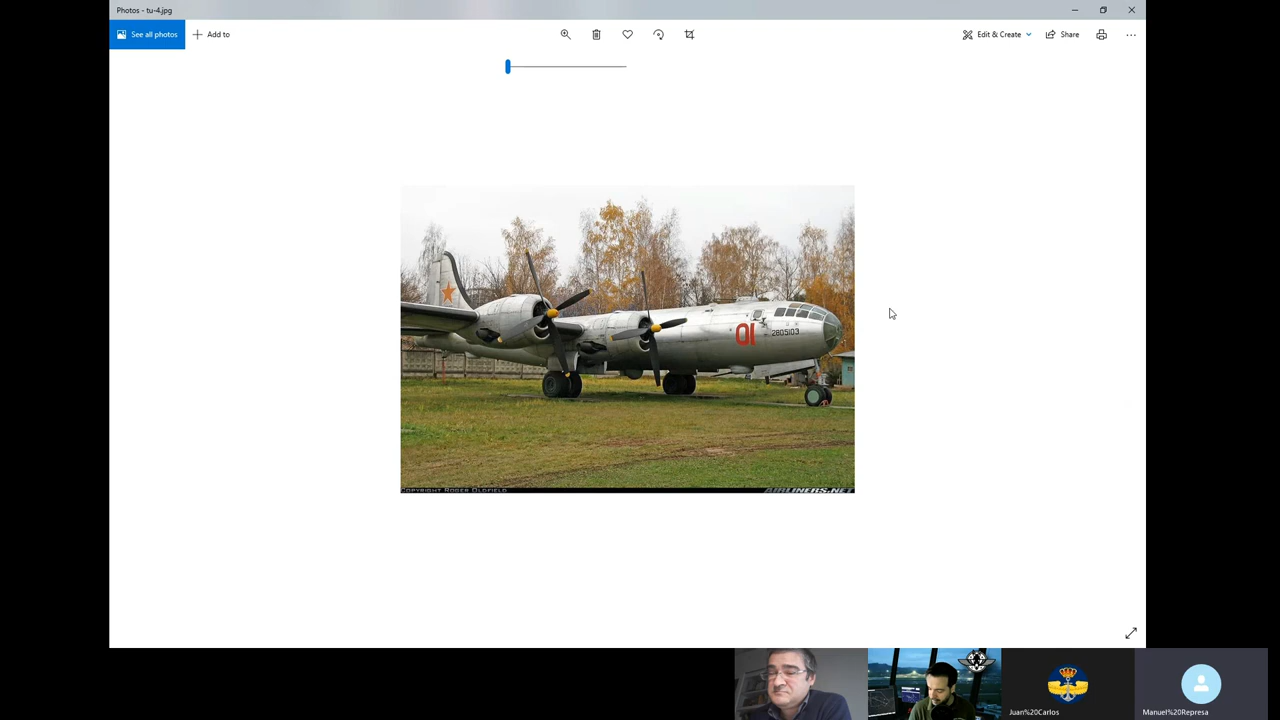 Photos - tu-4.jpg
See all photos
Add to
Edit & Create
Share
01
2805103
COPYRIGHT ROGER OLDFIELD
AIRLINERS.NET
Juan%20Carlos
Manuel%20Represa